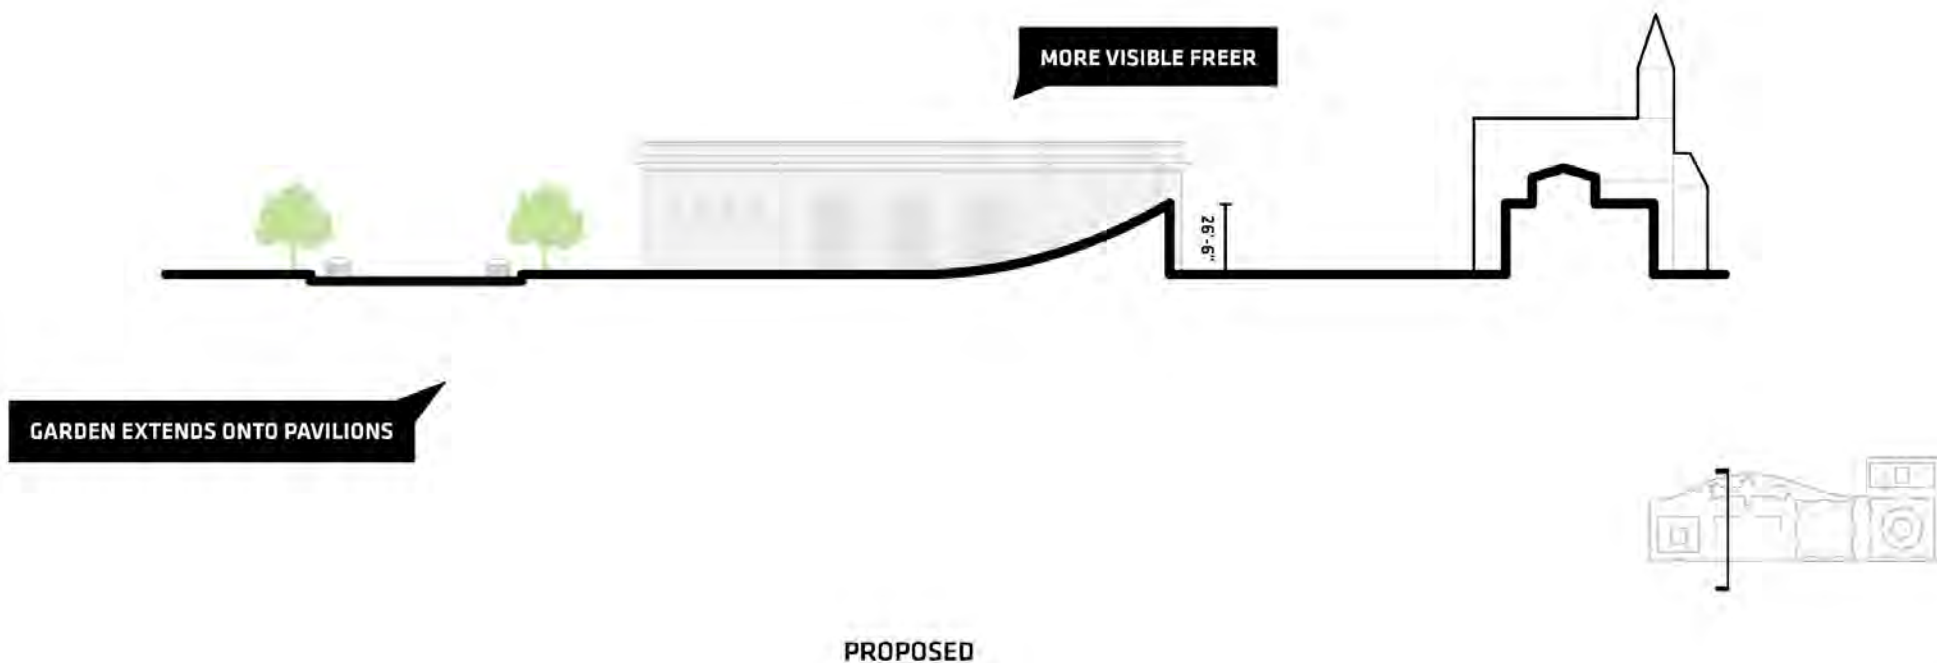 MORE VISIBLE FREER
26'-6"
GARDEN EXTENDS ONTO PAVILIONS
PROPOSED